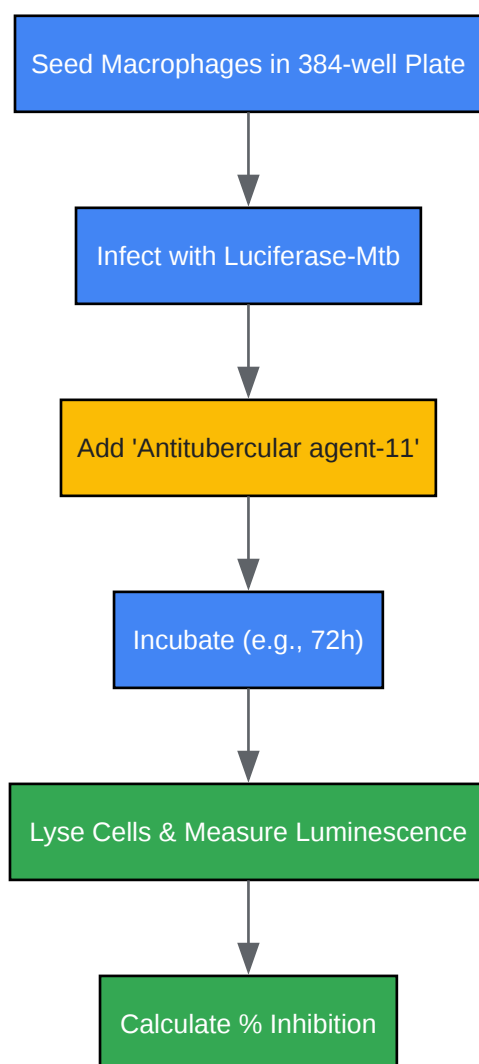 Seed Macrophages in 384-well Plate
Infect with Luciferase-Mtb
Add 'Antitubercular agent-11'
Incubate (e.g., 72h)
Lyse Cells & Measure Luminescence
Calculate % Inhibition